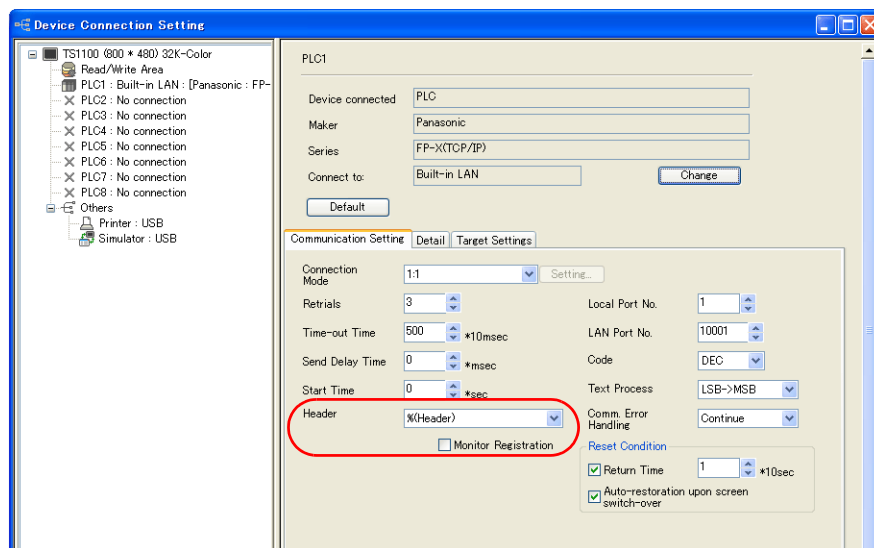 Device Connection Setting
TS1100 (800 * 480) 32K-Color
Read/Write Area
PLC1 : Built-in LAN : [Panasonic : FP-
PLC2 : No connection
PLC3 : No connection
PLC4 : No connection
PLC5 : No connection
PLC6 : No connection
PLC7 : No connection
PLC8 : No connection
Others
Printer : USB
Simulator : USB
PLC1
Device connected PLC
Maker Panasonic
Series FP-X(TCP/IP)
Connect to: Built-in LAN Change
Default
Communication Setting Detail Target Settings
Connection
Mode 1:1 Setting...
Retrials 3 Local Port No. 1
Time-out Time 500 *10msec LAN Port No. 10001
Send Delay Time 0 *msec Code DEC
Start Time 0 *sec Text Process LSB->MSB
Header %(Header) Comm. Error
Handling Continue
Monitor Registration Reset Condition
Return Time 1 *10sec
Auto-restoration upon screen
switch-over